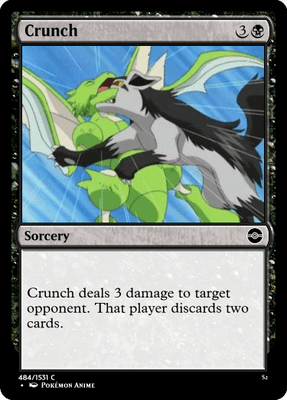 Crunch 3
Sorcery
Crunch deals 3 damage to target
opponent. That player discards two
cards.
484/1531 C
Pokémon Anime